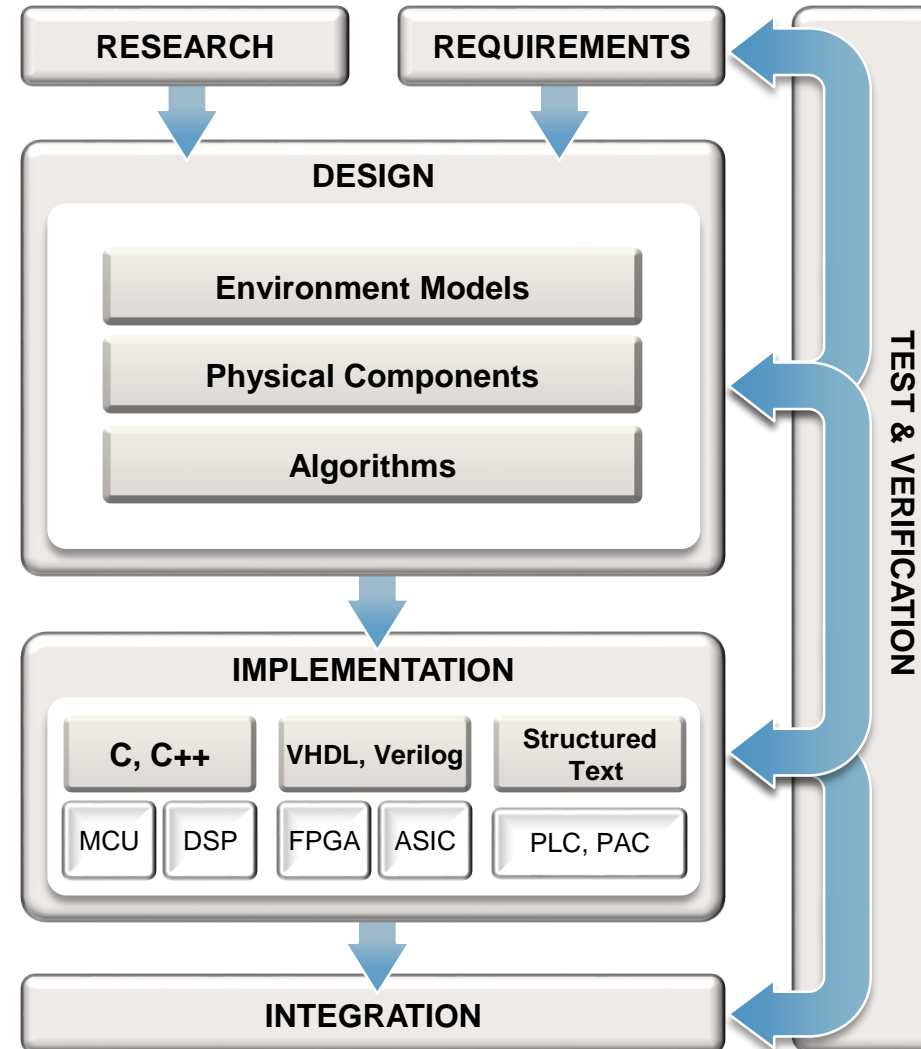 RESEARCH
REQUIREMENTS
DESIGN
Environment Models
Physical Components
Algorithms
IMPLEMENTATION
C, C++
VHDL, Verilog
Structured
Text
MCU
DSP
FPGA
ASIC
PLC, PAC
INTEGRATION
TEST & VERIFICATION